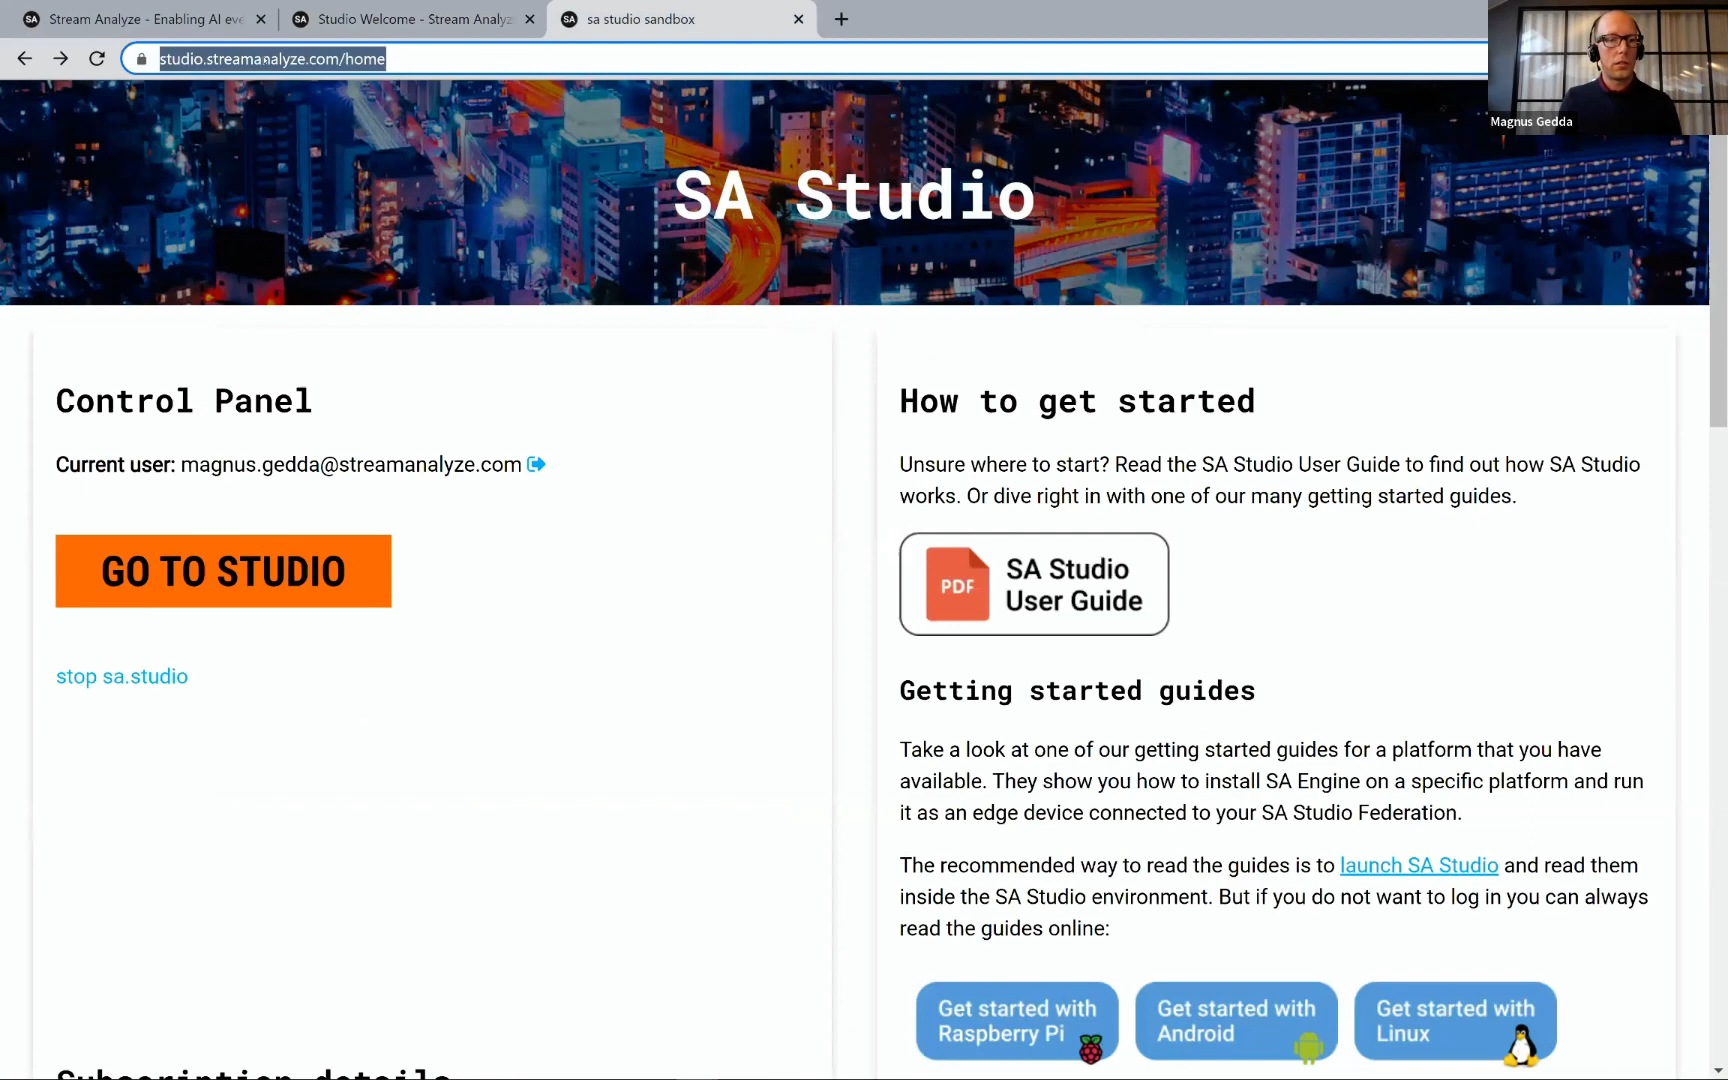 SA Stream Analyze - Enabling AI eve
SA Studio Welcome - Stream Analyz
SA sa studio sandbox
studio.streamanalyze.com/home
Magnus Gedda
SA Studio
Control Panel
Current user: magnus.gedda@streamanalyze.com
GO TO STUDIO
stop sa.studio
How to get started
Unsure where to start? Read the SA Studio User Guide to find out how SA Studio
works. Or dive right in with one of our many getting started guides.
PDF
SA Studio
User Guide
Getting started guides
Take a look at one of our getting started guides for a platform that you have
available. They show you how to install SA Engine on a specific platform and run
it as an edge device connected to your SA Studio Federation.
The recommended way to read the guides is to launch SA Studio and read them
inside the SA Studio environment. But if you do not want to log in you can always
read the guides online:
Get started with
Raspberry Pi
Get started with
Android
Get started with
Linux
Subscription details